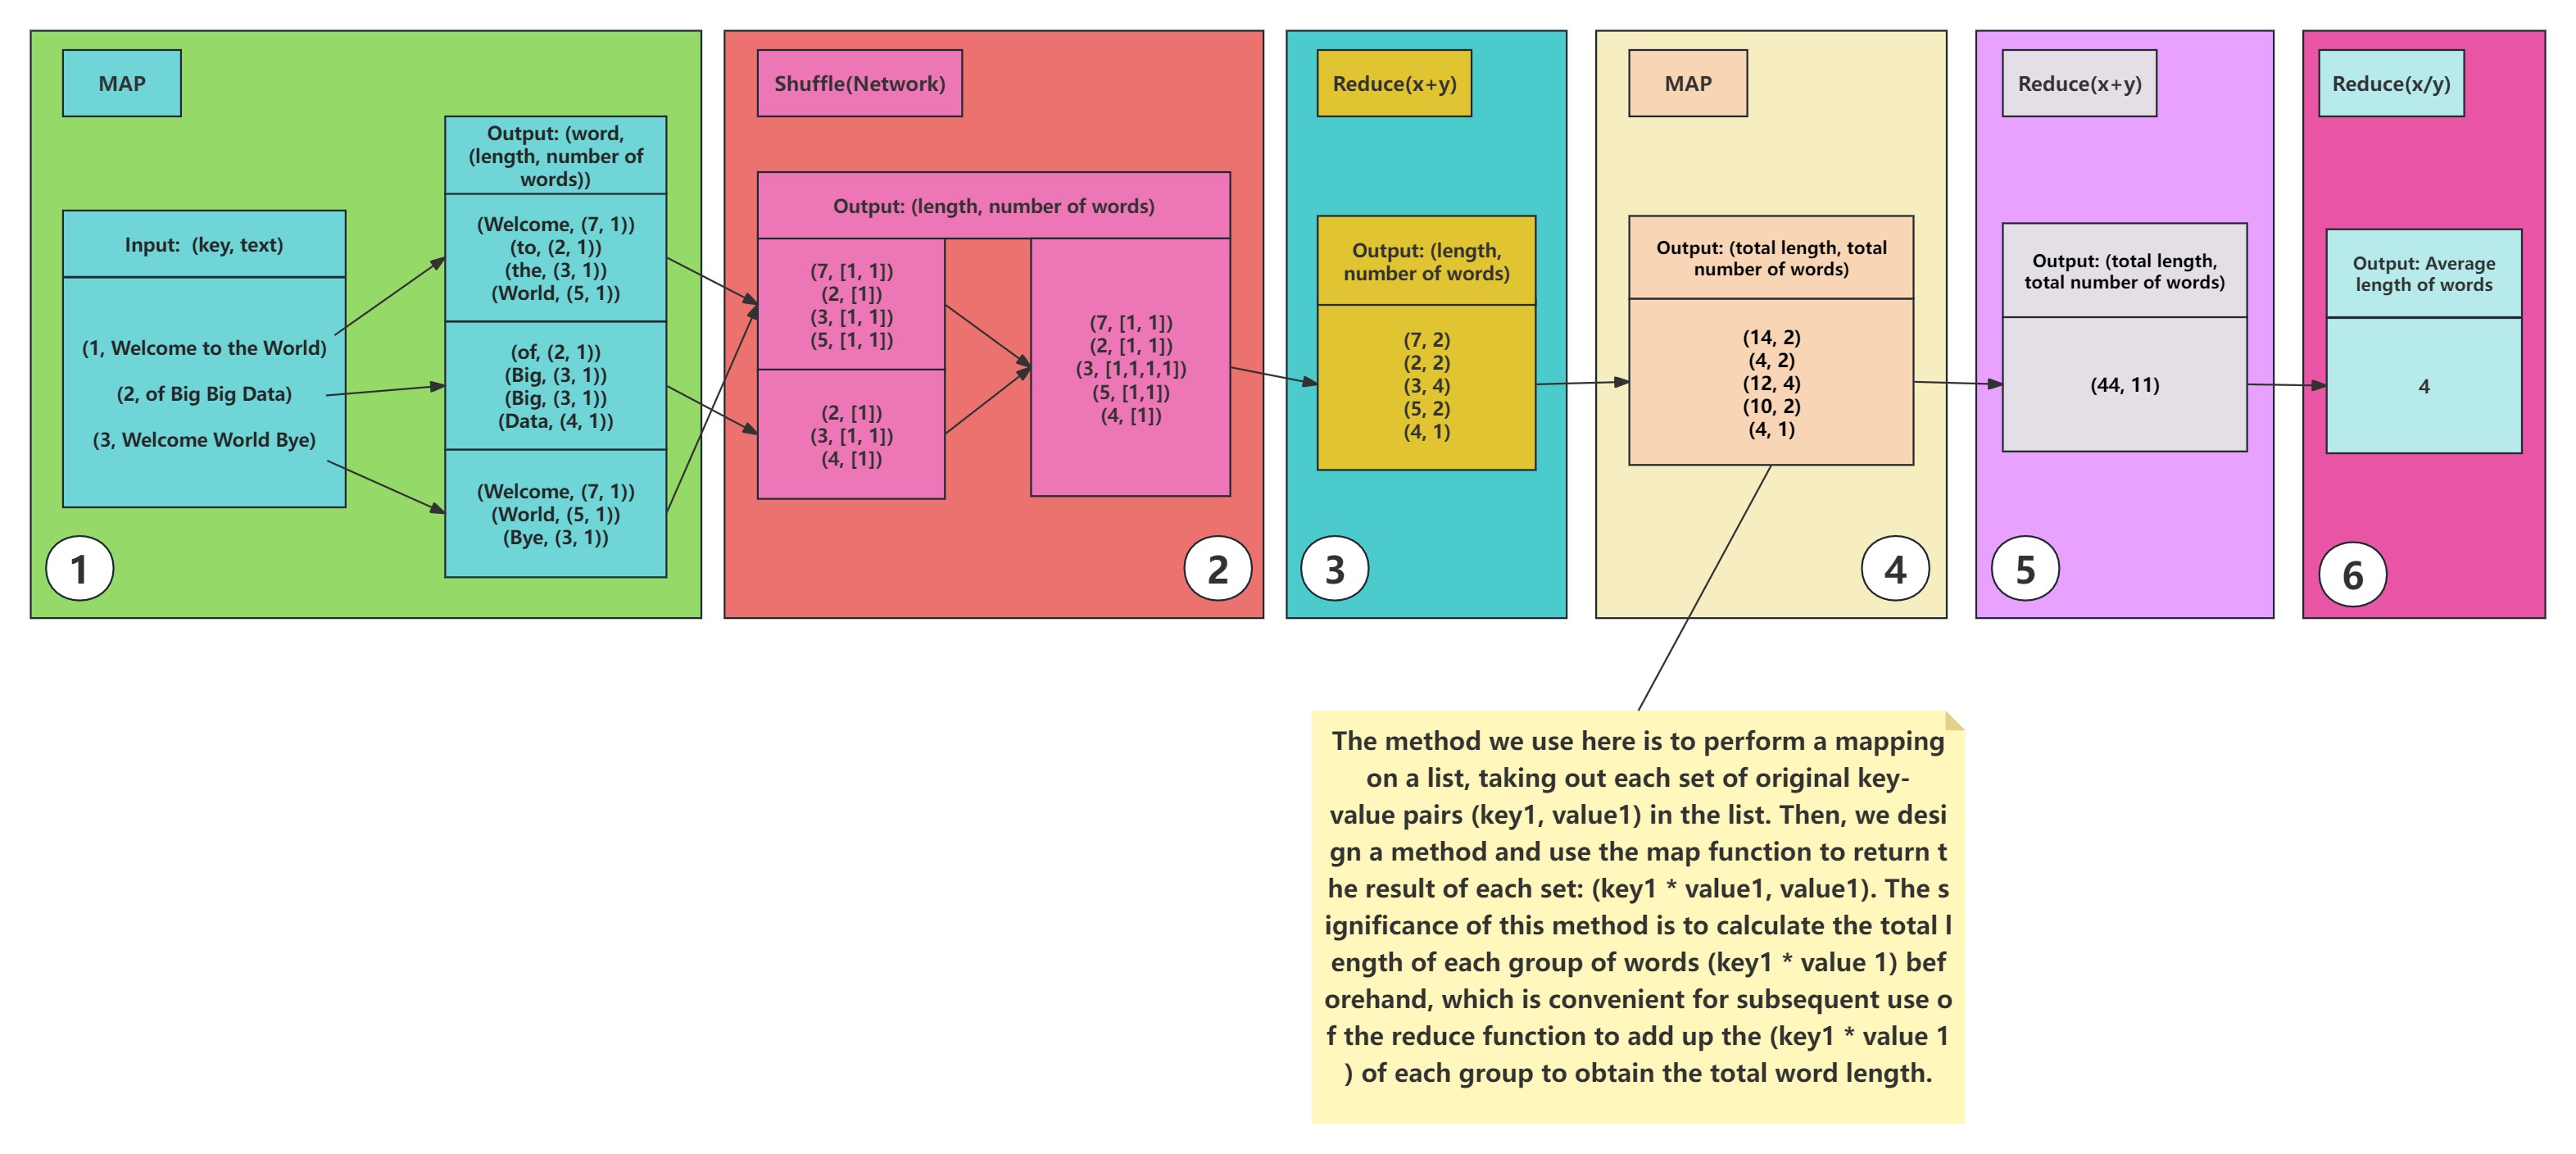 MAP
Input:  (key, text)
(1, Welcome to the World)
(2, of Big Big Data)
(3, Welcome World Bye)
Output: (word,
(length, number of
words))
(Welcome, (7, 1))
(to, (2, 1))
(the, (3, 1))
(World, (5, 1))
(of, (2, 1))
(Big, (3, 1))
(Big, (3, 1))
(Data, (4, 1))
(Welcome, (7, 1))
(World, (5, 1))
(Bye, (3, 1))
1
Shuffle(Network)
Output: (length, number of words)
(7, [1, 1])
(2, [1])
(3, [1, 1])
(5, [1, 1])
(2, [1])
(3, [1, 1])
(4, [1])
(7, [1, 1])
(2, [1, 1])
(3, [1,1,1,1])
(5, [1,1])
(4, [1])
2
Reduce(x+y)
Output: (length,
number of words)
(7, 2)
(2, 2)
(3, 4)
(5, 2)
(4, 1)
3
MAP
Output: (total length, total
number of words)
(14, 2)
(4, 2)
(12, 4)
(10, 2)
(4, 1)
4
Reduce(x+y)
Output: (total length,
total number of words)
(44, 11)
5
Reduce(x/y)
Output: Average
length of words
4
6
The method we use here is to perform a mapping
on a list, taking out each set of original key-
value pairs (key1, value1) in the list. Then, we desi
gn a method and use the map function to return t
he result of each set: (key1 * value1, value1). The s
ignificance of this method is to calculate the total l
ength of each group of words (key1 * value 1) bef
orehand, which is convenient for subsequent use o
f the reduce function to add up the (key1 * value 1
) of each group to obtain the total word length.